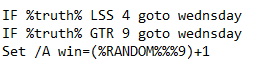 IF %truth% LSS 4 goto wednsday
IF %truth% GTR 9 goto wednsday
Set /A win=(%RANDOM%%%9)+1